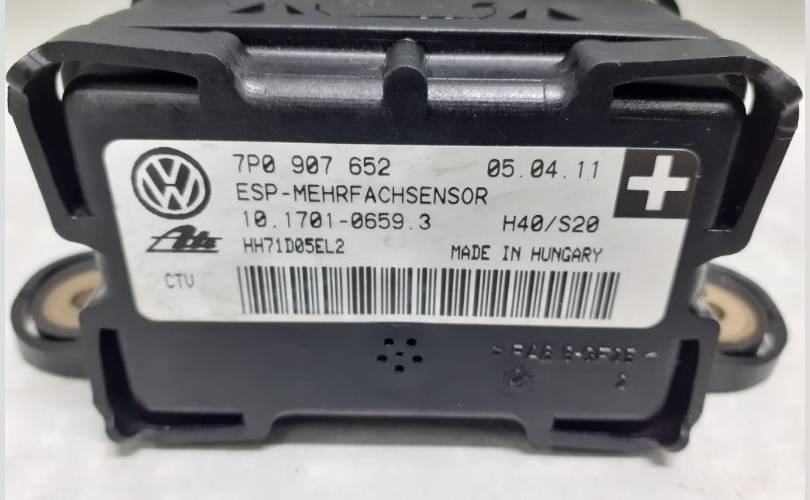 7P0 907 652 05.04.11
ESP-MEHRFACHSENSOR
10.1701-0659.3 H40/S20
Ate HH71D05EL2 MADE IN HUNGARY
CTV